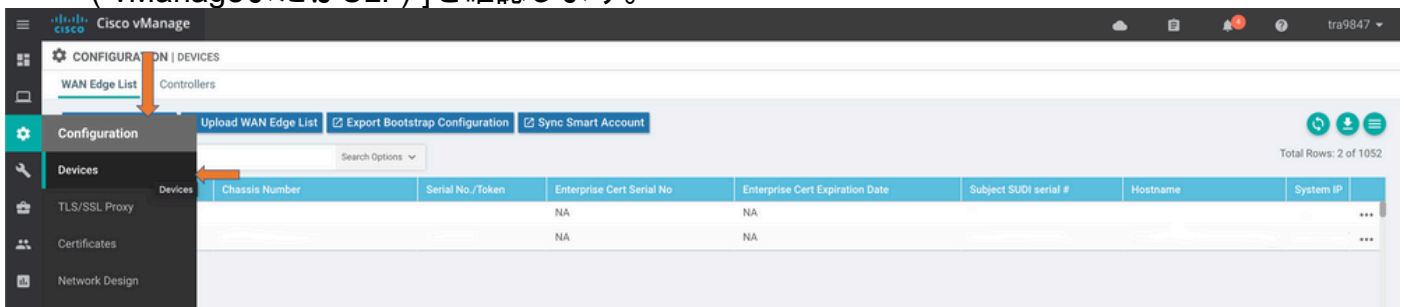 Cisco vManage
tra9847
CONFIGURATION | DEVICES
WAN Edge List Controllers
Upload WAN Edge List Export Bootstrap Configuration Sync Smart Account
Configuration
Search Options
Total Rows: 2 of 1052
Devices
Devices
Chassis Number Serial No./Token Enterprise Cert Serial No Enterprise Cert Expiration Date Subject SUDI serial # Hostname System IP
TLS/SSL Proxy
NA NA
Certificates
NA NA
Network Design